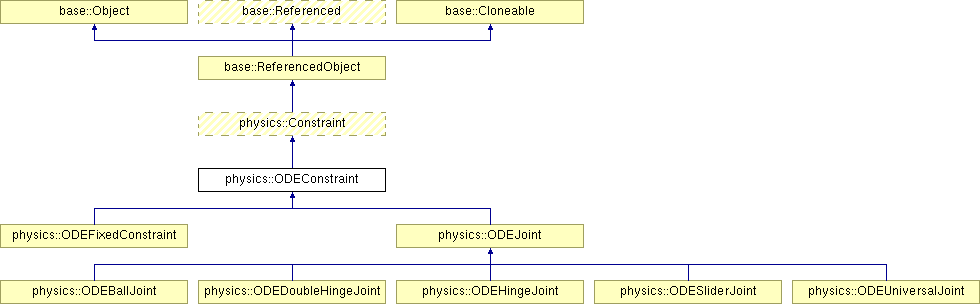 base::Object
base::Referenced
base::Cloneable
base::ReferencedObject
physics::Constraint
physics::ODEConstraint
physics::ODEFixedConstraint
physics::ODEJoint
physics::ODEBallJoint
physics::ODEDoubleHingeJoint
physics::ODEHingeJoint
physics::ODESliderJoint
physics::ODEUniversalJoint